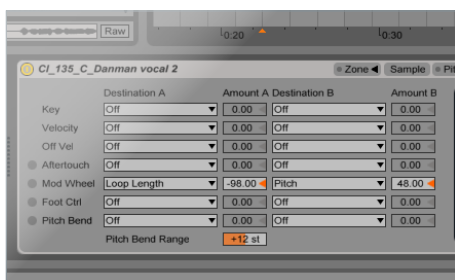 Raw
0:20 0:30
Cl_135_C_Danman vocal 2 Zone Sample Pit
Destination A Amount A Destination B Amount B
Key Off 0.00 Off 0.00
Velocity Off 0.00 Off 0.00
Off Vel Off 0.00 Off 0.00
Aftertouch Off 0.00 Off 0.00
Mod Wheel Loop Length -98.00 Pitch 48.00
Foot Ctrl Off 0.00 Off 0.00
Pitch Bend Off 0.00 Off 0.00
Pitch Bend Range +12 st